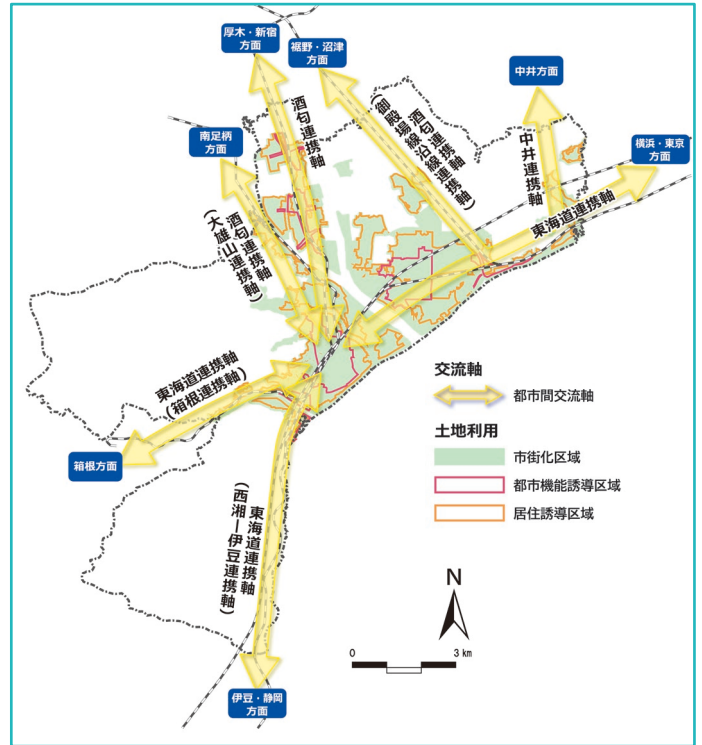 厚木・新宿
方面
裾野・沼津
方面
中井方面
南足柄
方面
横浜・東京
方面
酒匂連携軸
酒匂連携軸
(御殿場線沿線連携軸)
中井連携軸
東海道連携軸
酒匂連携軸
(大雄山連携軸)
東海道連携軸
(箱根連携軸)
箱根方面
東海道連携軸
(西湘ー伊豆連携軸)
伊豆・静岡
方面
交流軸
都市間交流軸
土地利用
市街化区域
都市機能誘導区域
居住誘導区域
N
0 3 km